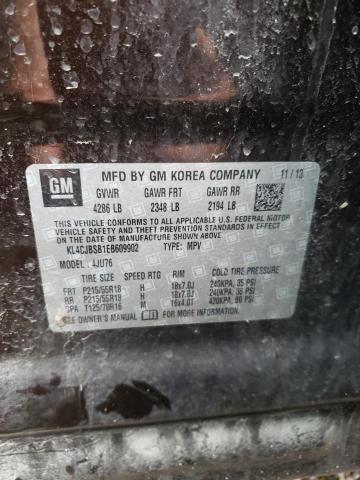 GM
MFD BY GM KOREA COMPANY 11/13
GVWR GAWR FRT GAWR RR
4286 LB 2348 LB 2194 LB
THIS VEHICLE CONFORMS TO ALL APPLICABLE U.S. FEDERAL MOTOR
VEHICLE SAFETY, BUMPER, AND THEFT PREVENTION STANDARDS IN EFFECT
ON THE DATE OF MANUFACTURE SHOWN ABOVE.
KL4CJBSB1EB609902 TYPE: MPV
MODEL: 4JU76
TIRE SIZE SPEED RTG RIM COLD TIRE PRESSURE
FRT P215/55R18 H 18x7.0J 240KPA, 35 PSI
RR P215/55R18 H 18x7.0J 240KPA, 35 PSI
SPA T125/70R16 M 16x4.0T 420KPA, 60 PSI
SEE OWNER'S MANUAL FOR MORE INFORMATION